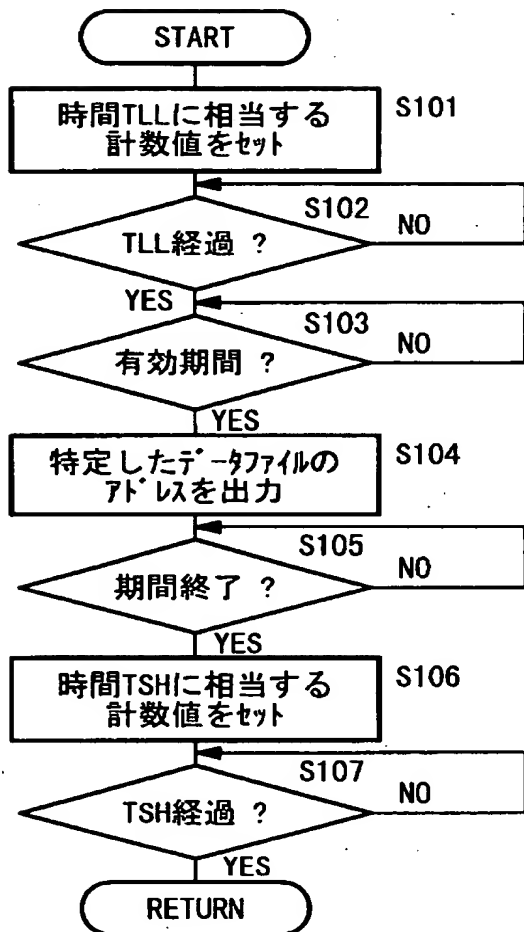 START
時間TLLに相当する
計数値をセット
S101
S102
TLL経過 ?
NO
YES
S103
有効期間 ?
NO
YES
特定したデータファイルの
アドレスを出力
S104
S105
期間終了 ?
NO
YES
時間TSHに相当する
計数値をセット
S106
S107
TSH経過 ?
NO
YES
RETURN